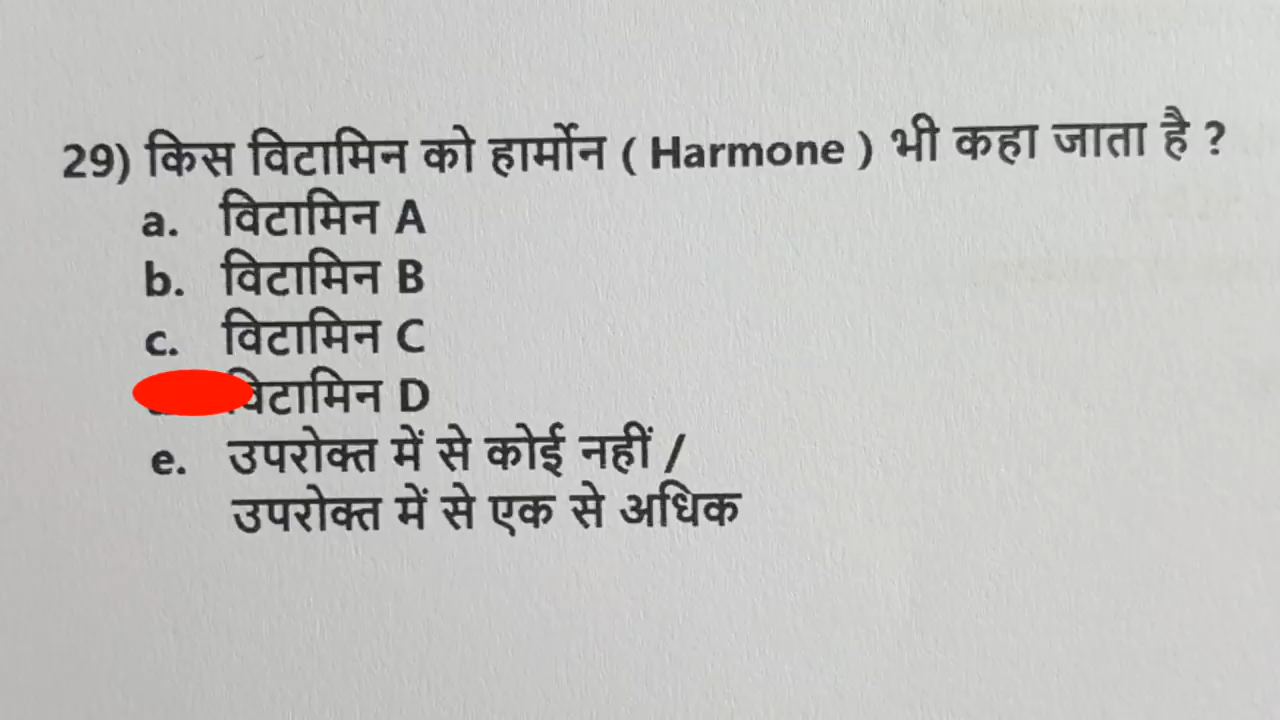 29) किस विटामिन को हार्मोन ( Harmone ) भी कहा जाता है ?
a. विटामिन A
b. विटामिन B
c. विटामिन C
विटामिन D
e. उपरोक्त में से कोई नहीं /
उपरोक्त में से एक से अधिक